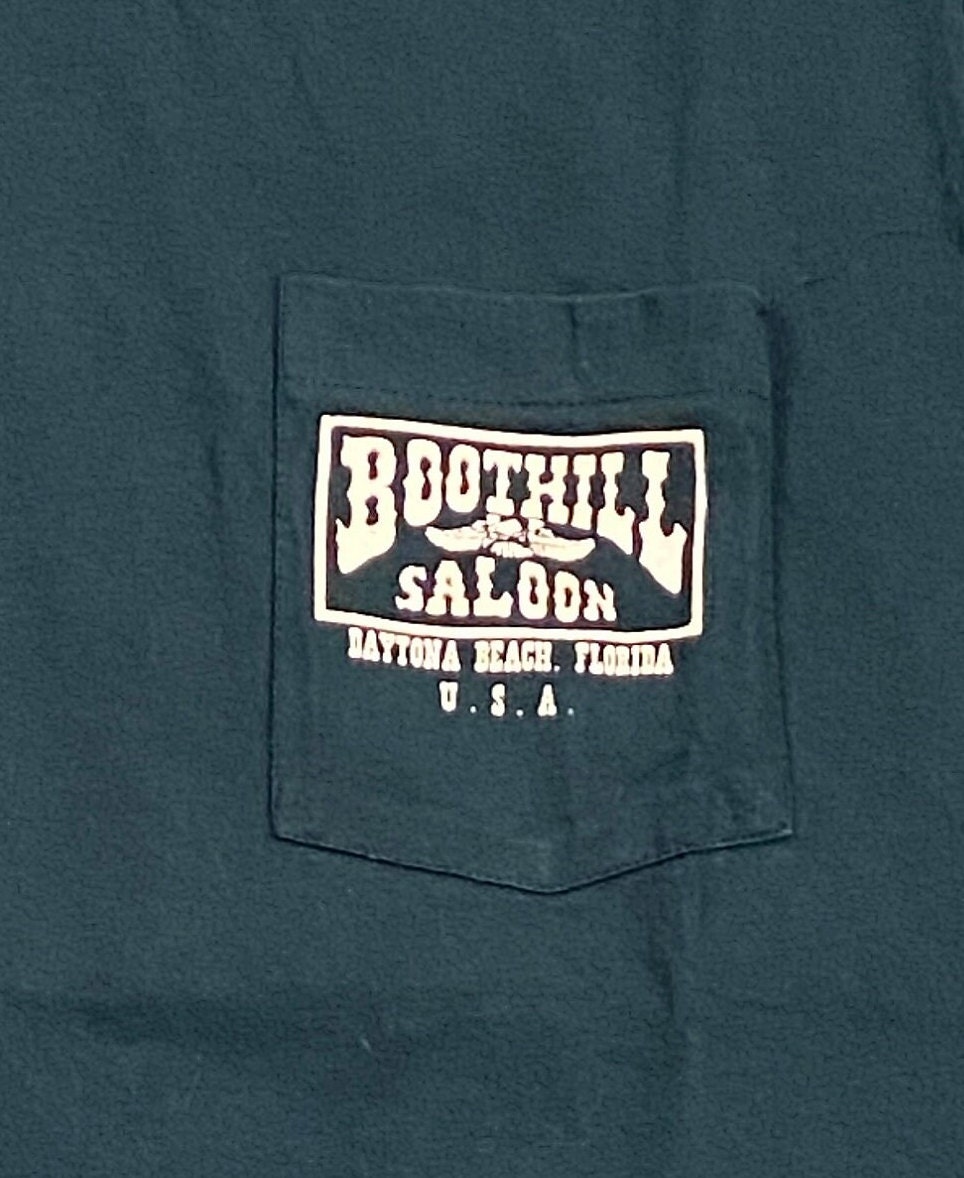 BOOTHILL
SALOON
DAYTONA BEACH, FLORIDA
U.S.A.